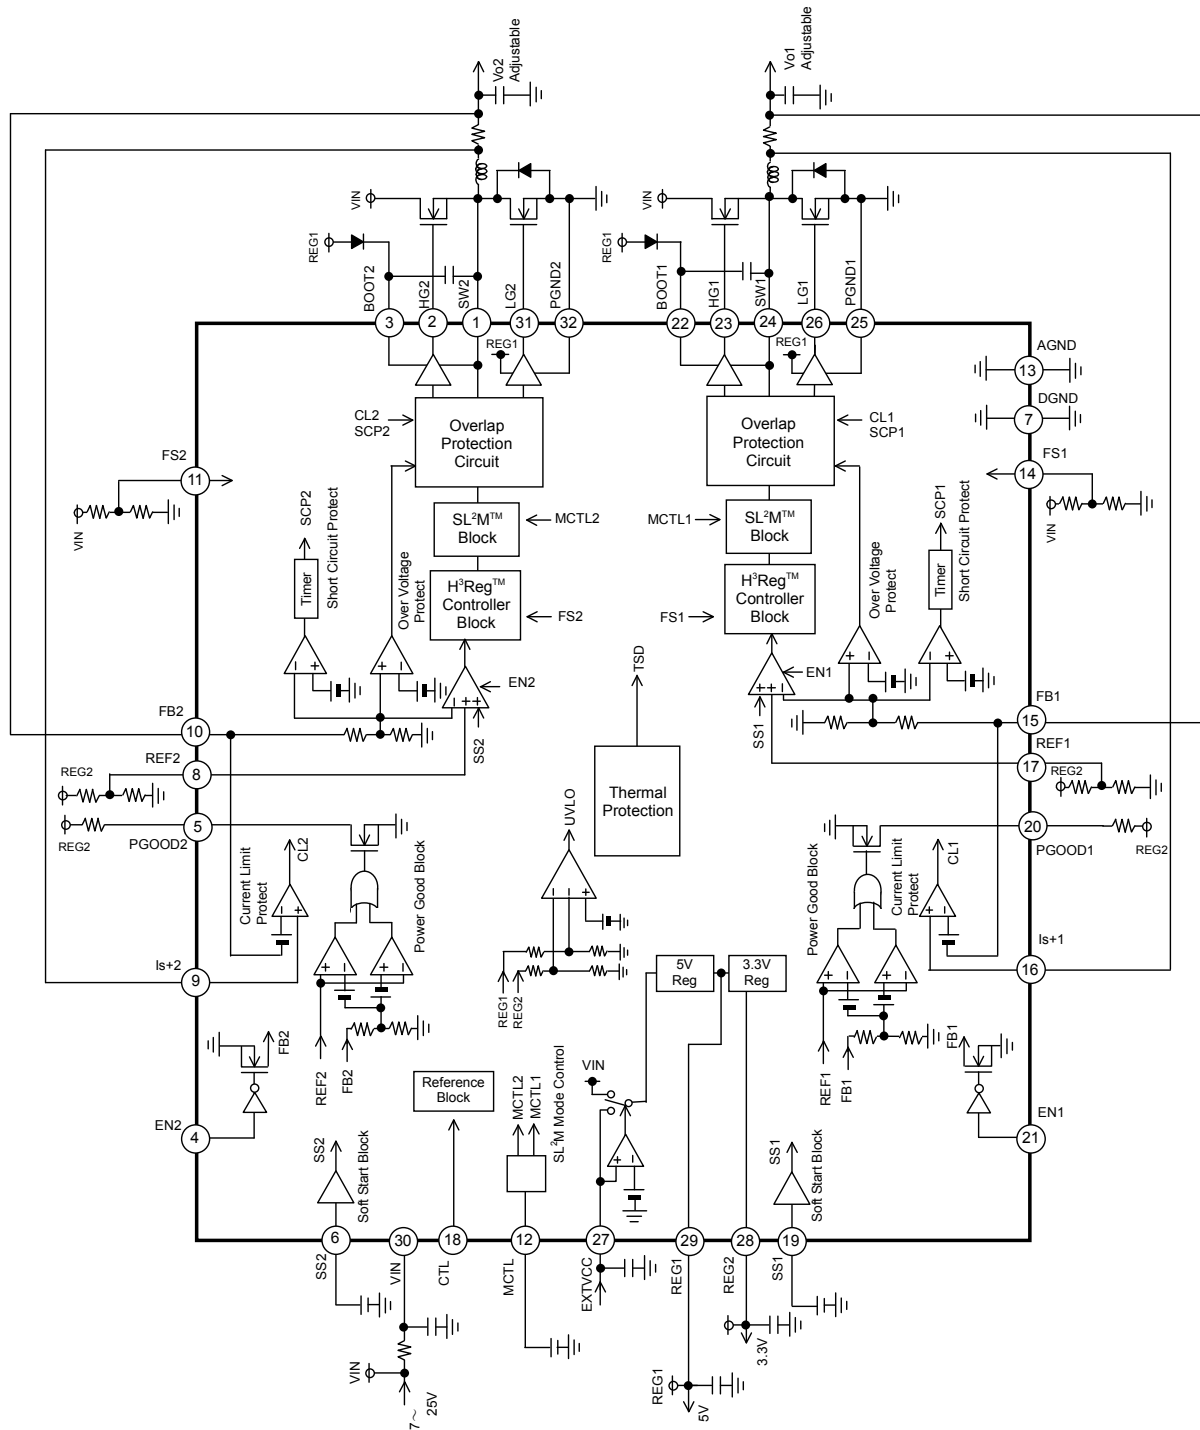 Vo2
Adjustable
Vo1
Adjustable
VIN
VIN
REG1
REG1
BOOT2
HG2
SW2
LG2
PGND2
BOOT1
HG1
SW1
LG1
PGND1
3
2
1
31
32
22
23
24
26
25
REG1
REG1
AGND
13
DGND
7
CL2
SCP2
Overlap
Protection
Circuit
Overlap
Protection
Circuit
CL1
SCP1
FS2
11
FS1
14
VIN
VIN
SCP2
Timer
Short Circuit Protect
Over Voltage
Protect
SL²M™
Block
MCTL2
MCTL1
SL²M™
Block
H³Reg™
Controller
Block
FS2
FS1
H³Reg™
Controller
Block
Over Voltage
Protect
SCP1
Timer
Short Circuit Protect
EN2
TSD
EN1
SS2
SS1
FB2
10
FB1
15
REF2
8
REF1
17
REG2
REG2
REG2
5
PGOOD2
20
PGOOD1
REG2
Thermal
Protection
UVLO
CL2
Current Limit
Protect
Power Good Block
Power Good Block
Current Limit
Protect
CL1
Is+2
9
Is+1
16
REG1
REG2
5V
Reg
3.3V
Reg
FB2
REF2
FB2
REF1
FB1
FB1
VIN
Reference
Block
MCTL2
MCTL1
SL²M Mode Control
EN2
4
EN1
21
SS2
Soft Start Block
SS1
Soft Start Block
6
30
18
12
27
29
28
19
SS2
VIN
CTL
MCTL
EXTVCC
REG1
REG2
SS1
VIN
7～
25V
REG1
5V
3.3V